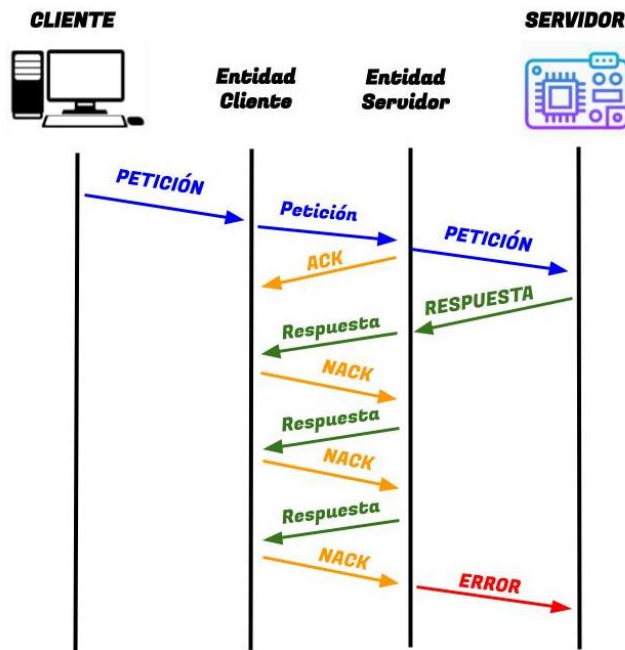 CLIENTE
SERVIDOR
Entidad
Cliente
Entidad
Servidor
PETICIÓN
Petición
PETICIÓN
ACK
RESPUESTA
Respuesta
NACK
Respuesta
NACK
Respuesta
NACK
ERROR